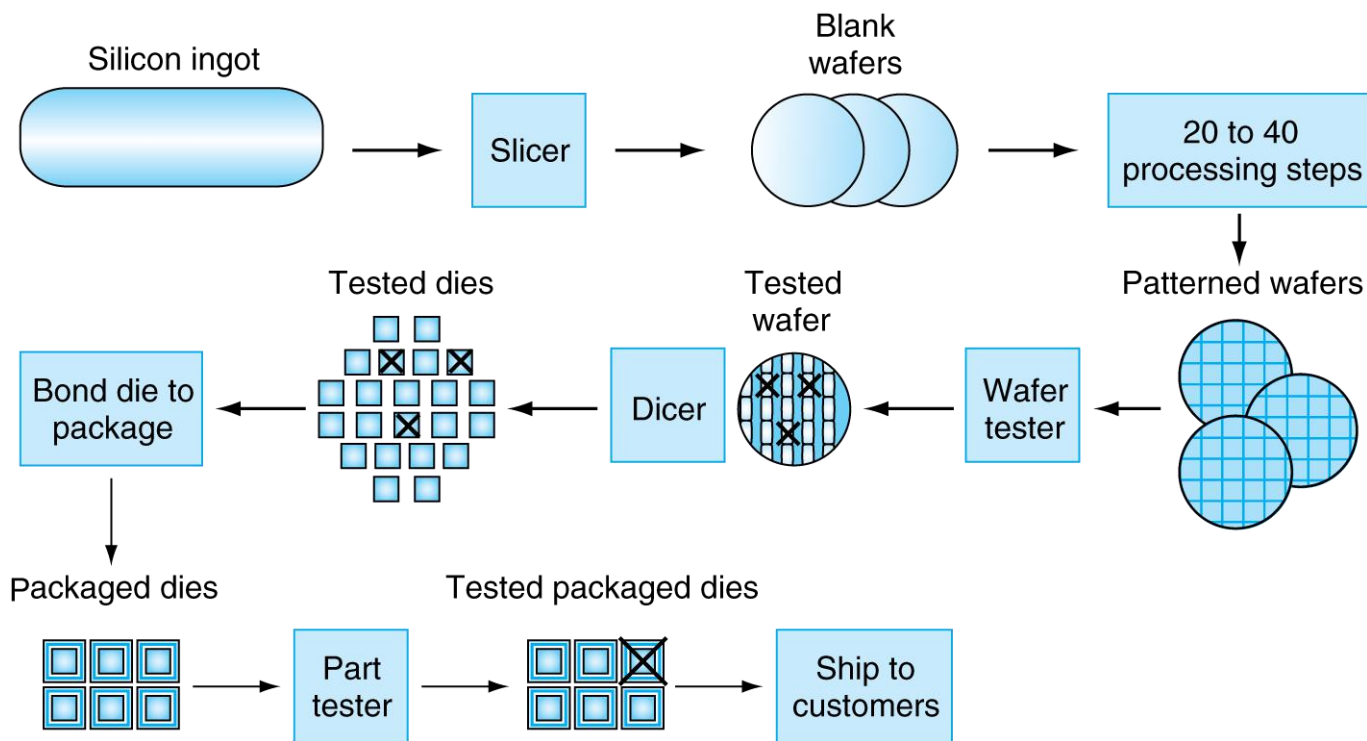 Silicon ingot
Slicer
Blank
wafers
20 to 40
processing steps
Patterned wafers
Wafer
tester
Tested
wafer
Dicer
Tested dies
Bond die to
package
Packaged dies
Part
tester
Tested packaged dies
Ship to
customers